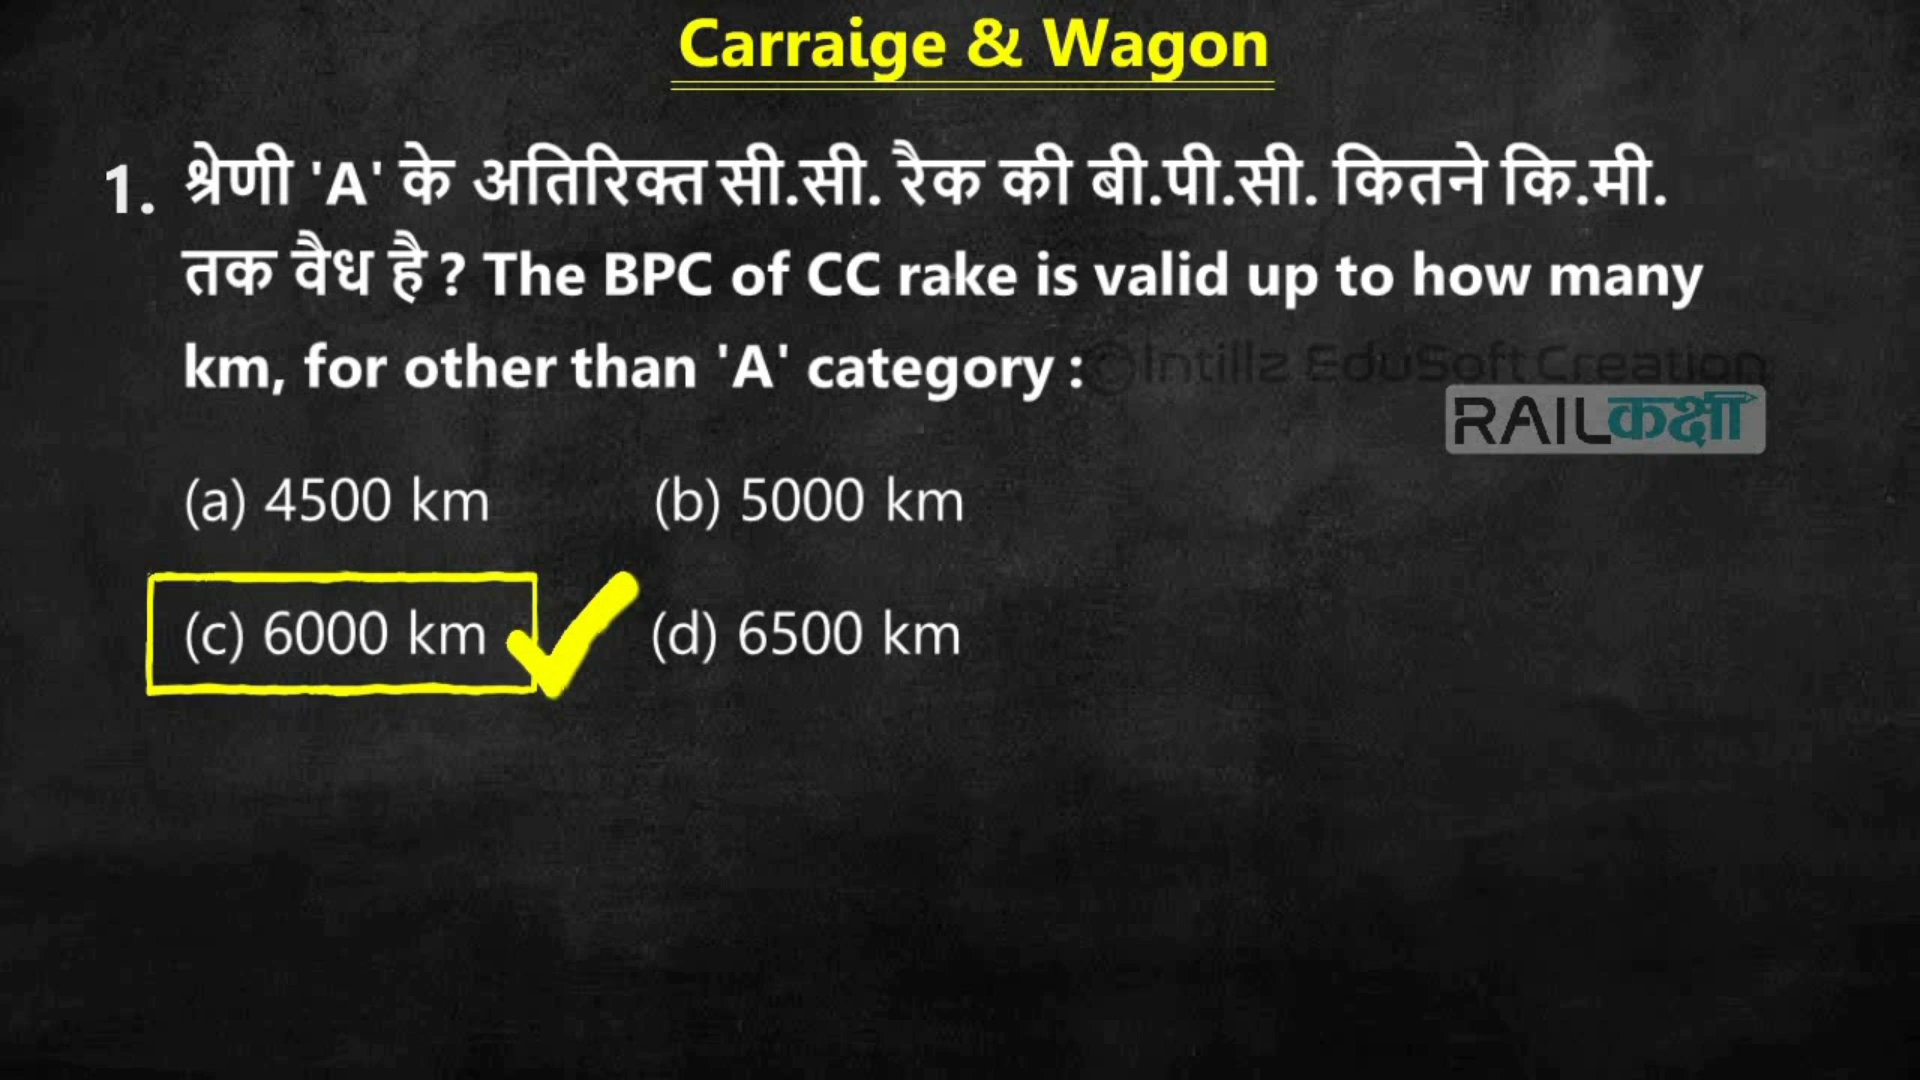 Carraige & Wagon
1. श्रेणी 'A' के अतिरिक्त सी.सी. रैक की बी.पी.सी. कितने कि.मी.
तक वैध है ? The BPC of CC rake is valid up to how many
km, for other than 'A' category :
©Intillz EduSoft Creation
RAILकक्षा
(a) 4500 km (b) 5000 km
(c) 6000 km (d) 6500 km